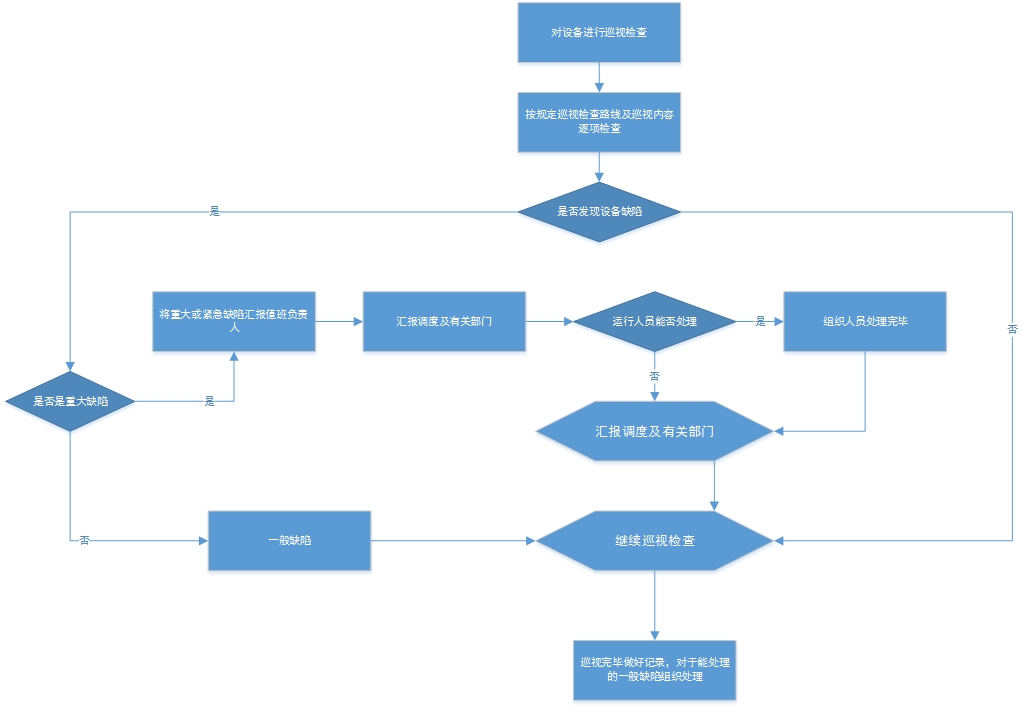 对设备进行巡视检查
按规定巡视检查路线及巡视内容
逐项检查
是否发现设备缺陷
是
将重大或紧急缺陷汇报值班负责
人
汇报调度及有关部门
运行人员能否处理
是
组织人员处理完毕
否
否
是否是重大缺陷
是
汇报调度及有关部门
否
一般缺陷
继续巡视检查
巡视完毕做好记录，对于能处理
的一般缺陷组织处理